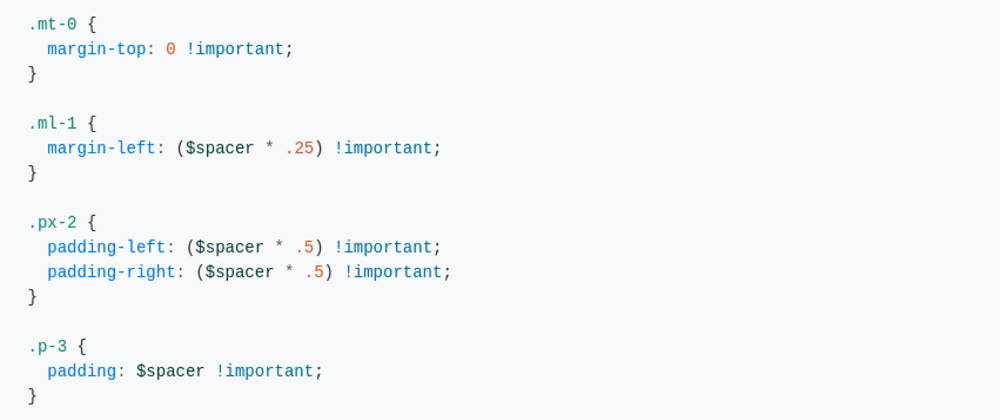 .mt-0 {
  margin-top: 0 !important;
}

.ml-1 {
  margin-left: ($spacer * .25) !important;
}

.px-2 {
  padding-left: ($spacer * .5) !important;
  padding-right: ($spacer * .5) !important;
}

.p-3 {
  padding: $spacer !important;
}